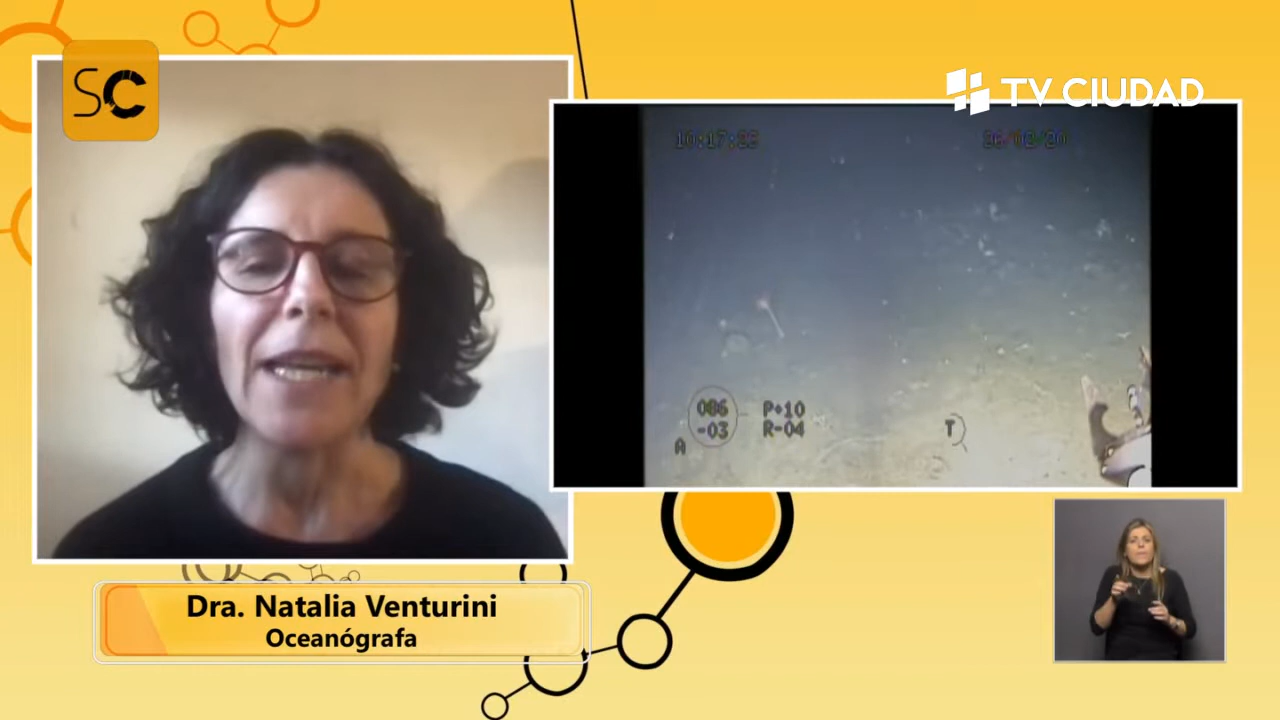 SC
TV CIUDAD
10:17:23
086
-03
P+10
R-04
A
T
Dra. Natalia Venturini
Oceanógrafa